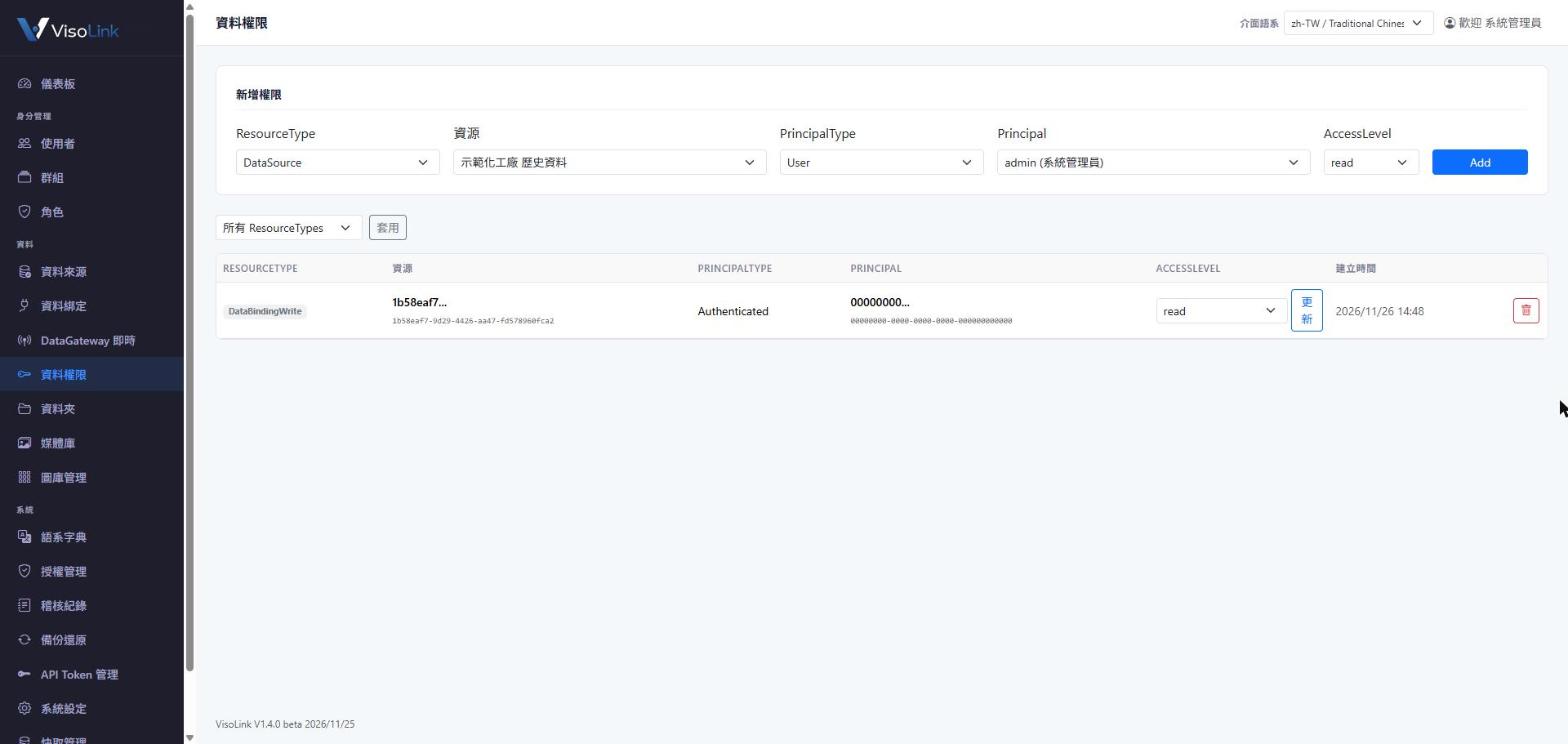 VisoLink
資料權限
介面語系
zh-TW / Traditional Chines
歡迎 系統管理員
儀表板
身分管理
使用者
群組
角色
資料
資料來源
資料綁定
DataGateway 即時
資料權限
資料夾
媒體庫
圖庫管理
系統
語系字典
授權管理
稽核紀錄
備份還原
API Token 管理
系統設定
快取管理
新增權限
ResourceType
資源
PrincipalType
Principal
AccessLevel
DataSource
示範化工廠 歷史資料
User
admin (系統管理員)
read
Add
所有 ResourceTypes
套用
RESOURCETYPE
資源
PRINCIPALTYPE
PRINCIPAL
ACCESSLEVEL
建立時間
DataBindingWrite
1b58eaf7...
1b58eaf7-9d29-4426-aa47-fd578960fca2
Authenticated
00000000...
00000000-0000-0000-0000-000000000000
read
更
新
2026/11/26 14:48
VisoLink V1.4.0 beta 2026/11/25